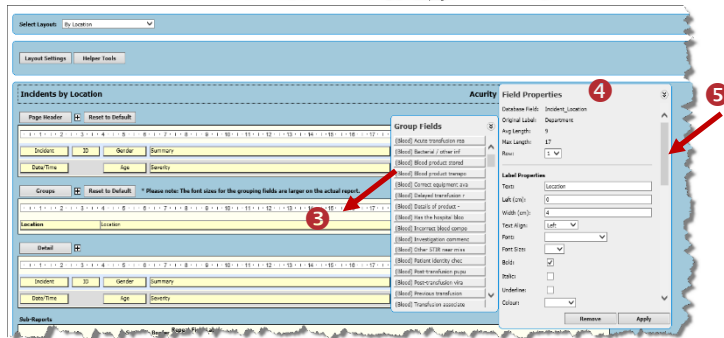 Select Layout: By Location
Layout Settings Helper Tools
Incidents by Location Acurity
Page Header Reset to Default
Incident ID Gender Summary
Date/Time Age Severity
Groups Reset to Default * Please note: The font sizes for the grouping fields are larger on the actual report.
Location Location
Detail
Incident ID Gender Summary
Date/Time Age Severity
Sub-Reports
Group Fields
(Blood) Acute transfusion rea
(Blood) Bacterial / other inf
(Blood) Blood product stored
(Blood) Blood product transpo
(Blood) Correct equipment ava
(Blood) Delayed transfusion r
(Blood) Details of product -
(Blood) Has the hospital bloo
(Blood) Incorrect blood compo
(Blood) Investigation comment
(Blood) Other STIR near miss
(Blood) Patient identity chec
(Blood) Post-transfusion pupu
(Blood) Post-transfusion vira
(Blood) Previous transfusion
(Blood) Transfusion associate
3
Field Properties 4
Database Field: Incident_Location
Original Label: Department
Avg Length: 9
Max Length: 17
Row: 1
Label Properties
Text: Location
Left (cm): 0
Width (cm): 4
Text Align: Left
Font:
Font Size:
Bold:
Italic:
Underline:
Colour:
Remove Apply
5